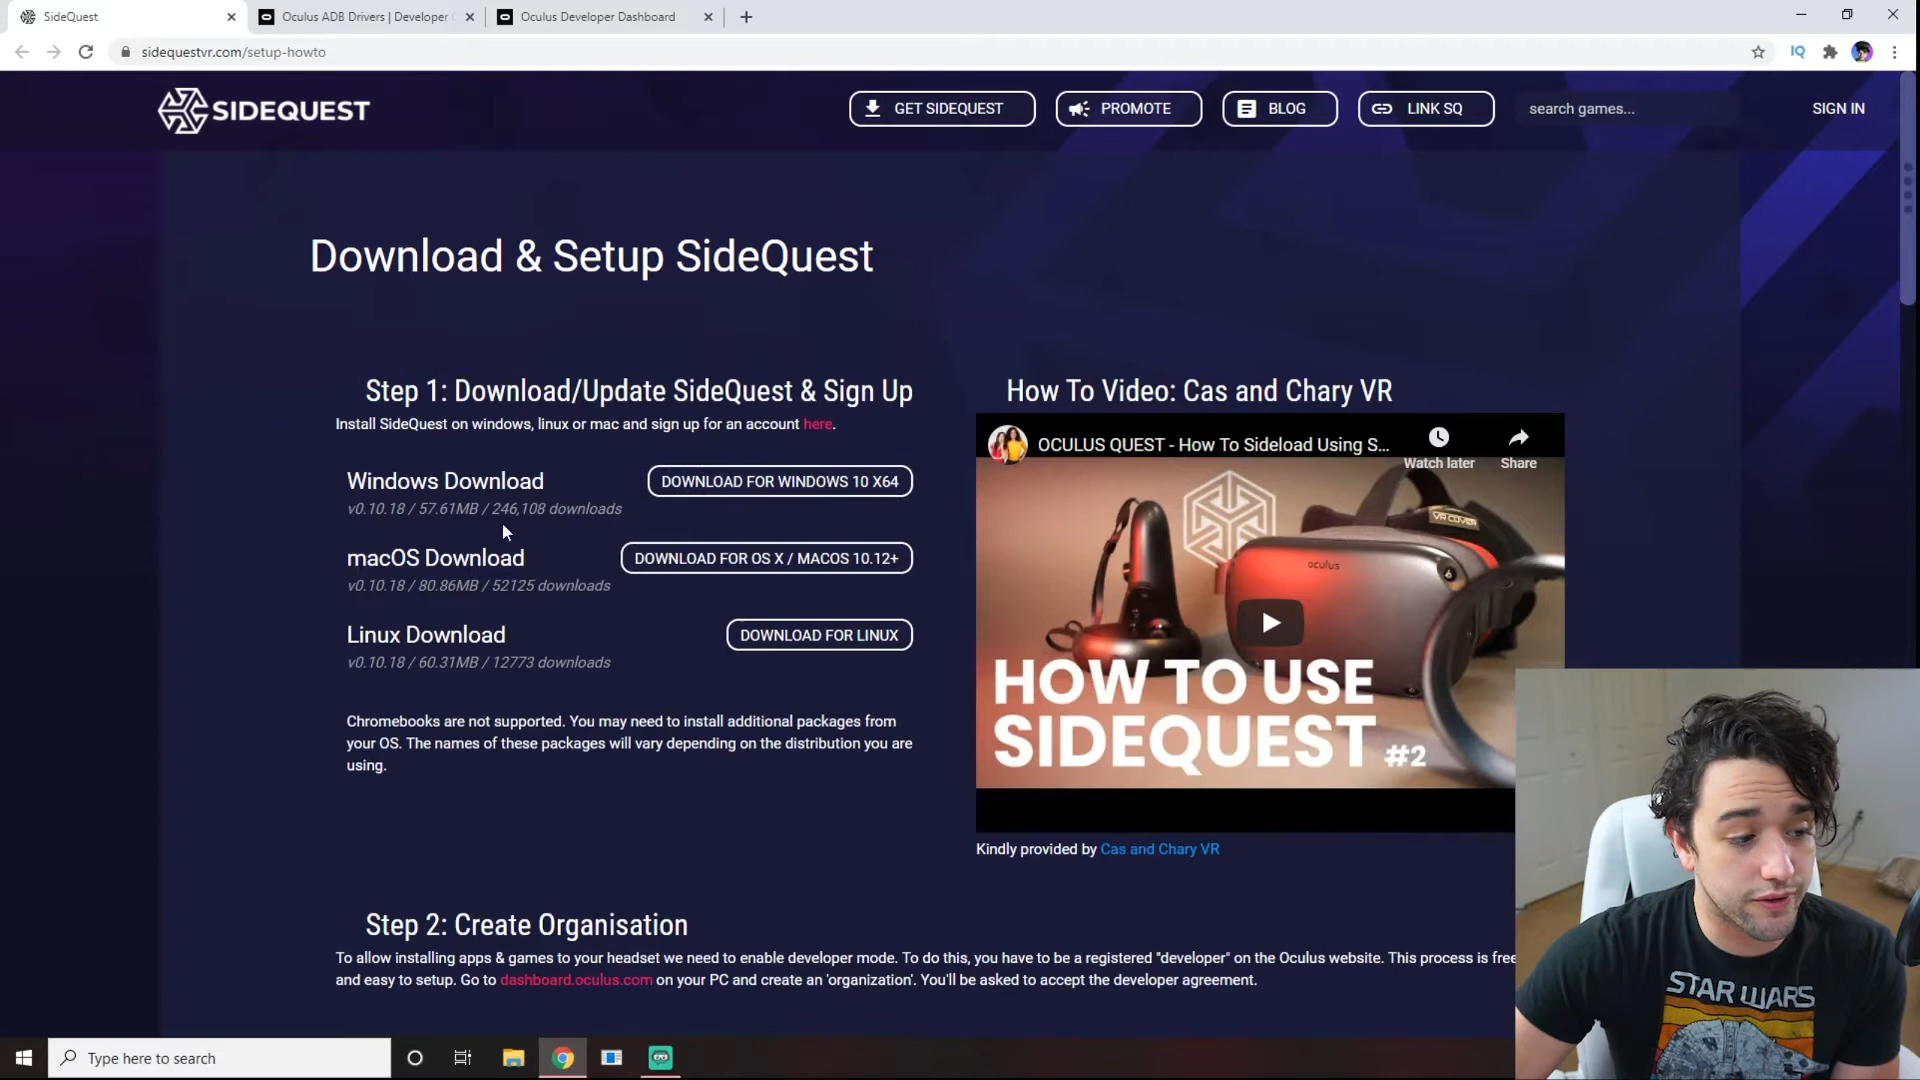 SideQuest
Oculus ADB Drivers | Developer
Oculus Developer Dashboard
sidequestvr.com/setup-howto
IQ
SIDEQUEST
GET SIDEQUEST
PROMOTE
BLOG
LINK SQ
search games...
SIGN IN
Download & Setup SideQuest
Step 1: Download/Update SideQuest & Sign Up
Install SideQuest on windows, linux or mac and sign up for an account here.
Windows Download
DOWNLOAD FOR WINDOWS 10 X64
v0.10.18 / 57.61MB / 246,108 downloads
macOS Download
DOWNLOAD FOR OS X / MACOS 10.12+
v0.10.18 / 80.86MB / 52125 downloads
Linux Download
DOWNLOAD FOR LINUX
v0.10.18 / 60.31MB / 12773 downloads
Chromebooks are not supported. You may need to install additional packages from
your OS. The names of these packages will vary depending on the distribution you are
using.
How To Video: Cas and Chary VR
OCULUS QUEST - How To Sideload Using S...
Watch later
Share
VR COVER
oculus
HOW TO USE
SIDEQUEST #2
Kindly provided by Cas and Chary VR
Step 2: Create Organisation
To allow installing apps & games to your headset we need to enable developer mode. To do this, you have to be a registered "developer" on the Oculus website. This process is free
and easy to setup. Go to dashboard.oculus.com on your PC and create an 'organization'. You'll be asked to accept the developer agreement.
STAR WARS
Type here to search